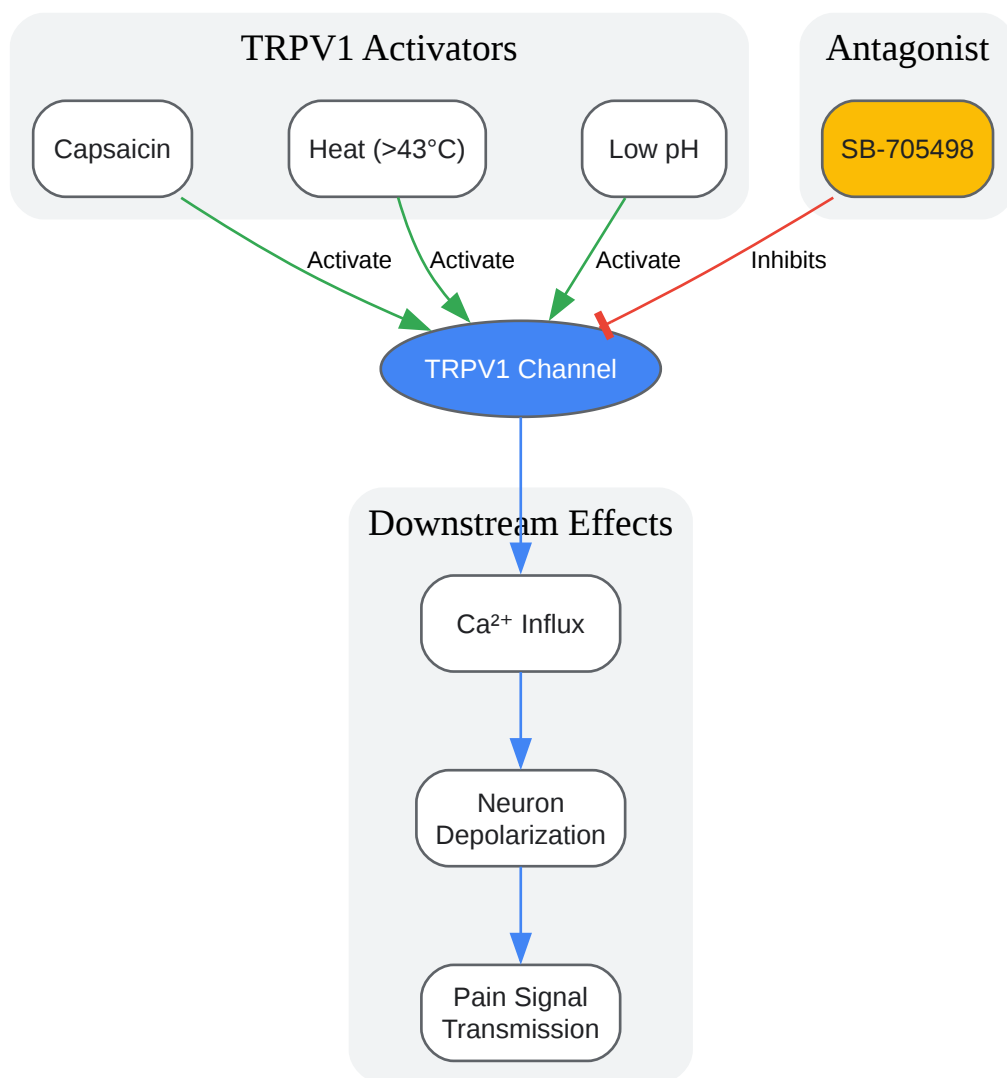 TRPV1 Activators
Antagonist
Capsaicin
Heat (>43°C)
Low pH
SB-705498
Activate
Activate
Activate
Inhibits
TRPV1 Channel
Downstream Effects
Ca²⁺ Influx
Neuron
Depolarization
Pain Signal
Transmission